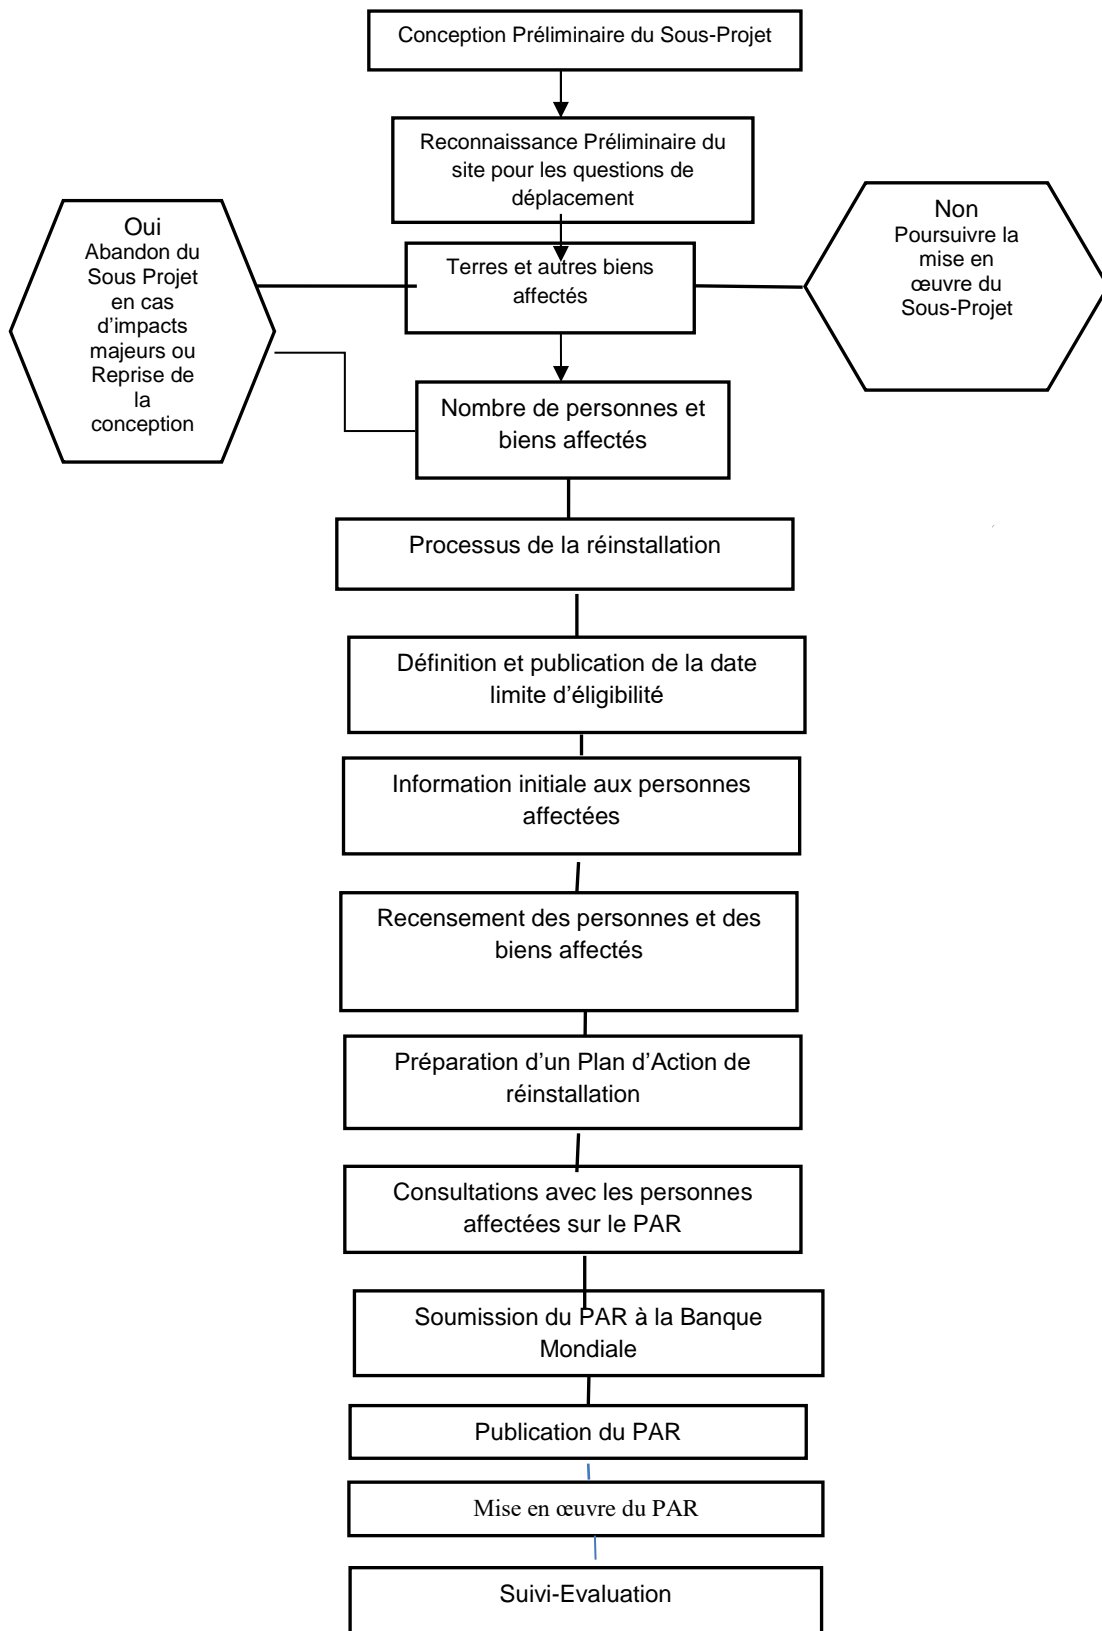 Conception Préliminaire du Sous-Projet
Reconnaissance Préliminaire du
site pour les questions de
déplacement
Oui
Abandon du
Sous Projet
en cas
d'impacts
majeurs ou
Reprise de
la
conception
Terres et autres biens
affectés
Non
Poursuivre la
mise en
œuvre du
Sous-Projet
Nombre de personnes et
biens affectés
Processus de la réinstallation
Définition et publication de la date
limite d'éligibilité
Information initiale aux personnes
affectées
Recensement des personnes et des
biens affectés
Préparation d'un Plan d'Action de
réinstallation
Consultations avec les personnes
affectées sur le PAR
Soumission du PAR à la Banque
Mondiale
Publication du PAR
Mise en œuvre du PAR
Suivi-Evaluation